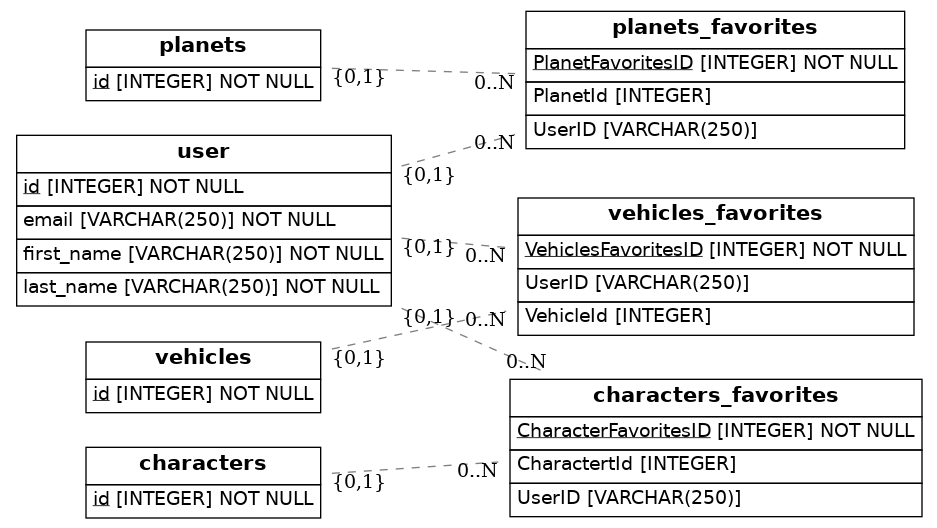 planets
id [INTEGER] NOT NULL
{0,1}
0..N
planets_favorites
PlanetFavoritesID [INTEGER] NOT NULL
PlanetId [INTEGER]
UserID [VARCHAR(250)]
user
id [INTEGER] NOT NULL
email [VARCHAR(250)] NOT NULL
first_name [VARCHAR(250)] NOT NULL
last_name [VARCHAR(250)] NOT NULL
{0,1}
0..N
{0,1}
0..N
{0,1}
0..N
vehicles_favorites
VehiclesFavoritesID [INTEGER] NOT NULL
UserID [VARCHAR(250)]
VehicleId [INTEGER]
vehicles
id [INTEGER] NOT NULL
{0,1}
0..N
characters_favorites
CharacterFavoritesID [INTEGER] NOT NULL
CharactertId [INTEGER]
UserID [VARCHAR(250)]
characters
id [INTEGER] NOT NULL
{0,1}
0..N